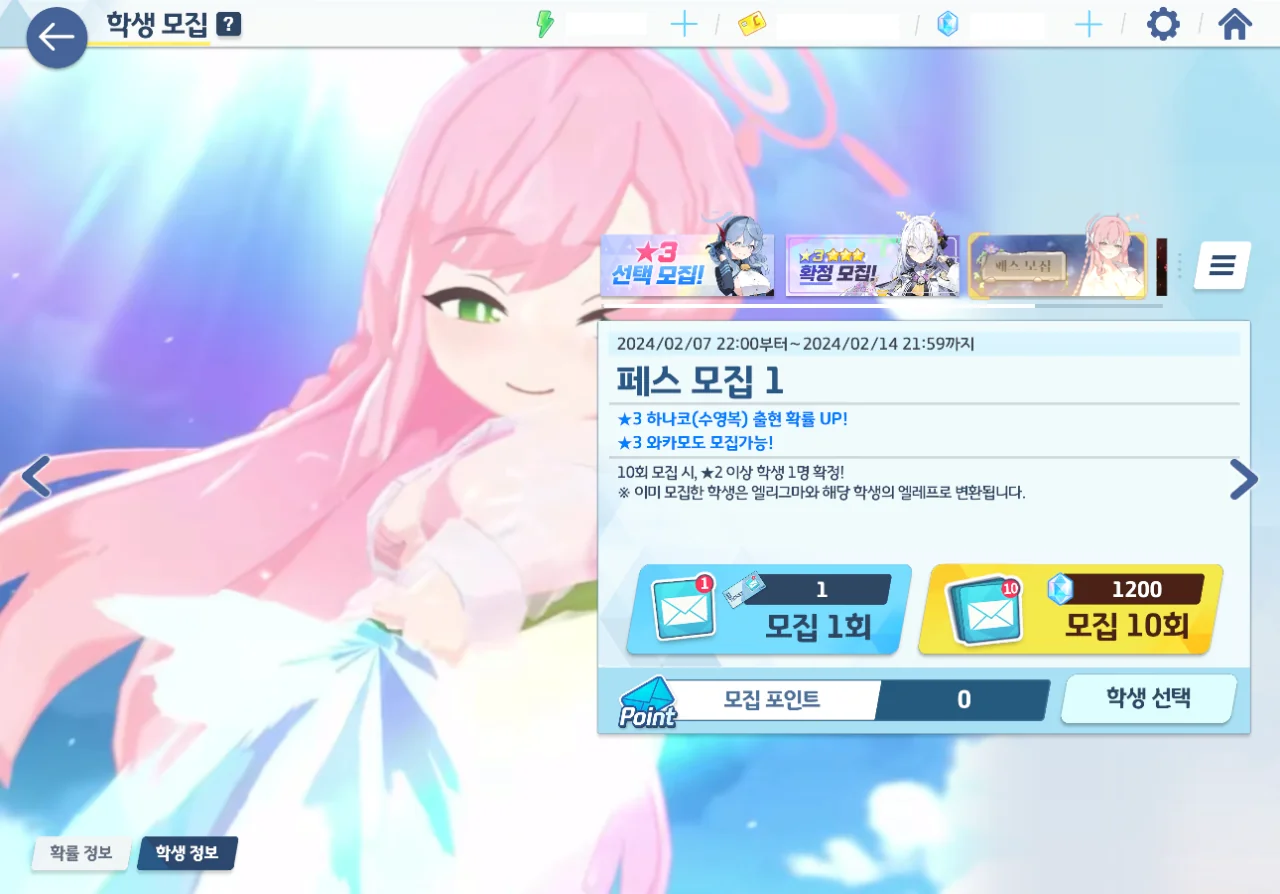 학생 모집 ?
★3
선택 모집!
★3 ★★★
확정 모집!
페스 모집
2024/02/07 22:00부터~2024/02/14 21:59까지
페스 모집 1
★3 하나코(수영복) 출현 확률 UP!
★3 와카모도 모집가능!
10회 모집 시, ★2 이상 학생 1명 확정!
※ 이미 모집한 학생은 엘리그마와 해당 학생의 엘레프로 변환됩니다.
1
1
모집 1회
10
1200
모집 10회
Point
모집 포인트
0
학생 선택
확률 정보
학생 정보